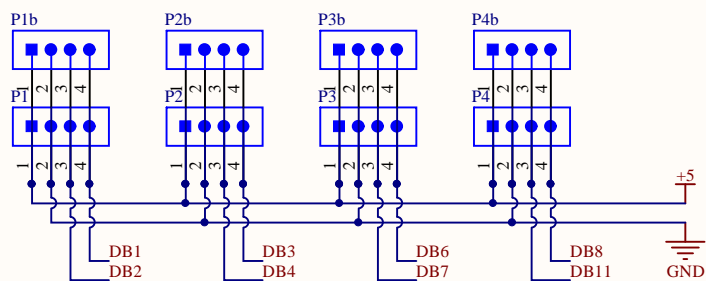 P1b P2b P3b P4b
1 2 3 4 1 2 3 4 1 2 3 4 1 2 3 4
P1 P2 P3 P4
1 2 3 4 1 2 3 4 1 2 3 4 1 2 3 4
+5
DB1 DB3 DB6 DB8
DB2 DB4 DB7 DB11 GND